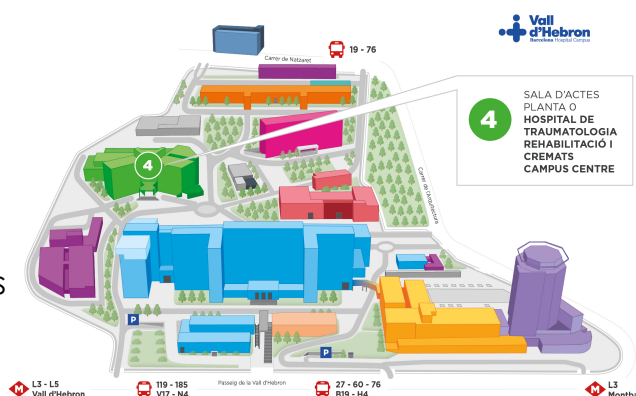 Vall
d'Hebron
Barcelona Hospital Campus
19 - 76
Carrer de Natzaret
4
SALA D'ACTES
PLANTA 0
HOSPITAL DE
TRAUMATOLOGIA
REHABILITACIÓ I
CREMATS
CAMPUS CENTRE
4
Carrer de l'Arquitectura
S
P
P
Passeig de la Vall d'Hebron
M
L3 - L5
Vall d'Hebron
119 - 185
V17 - N4
27 - 60 - 76
B19 - H4
M
L3